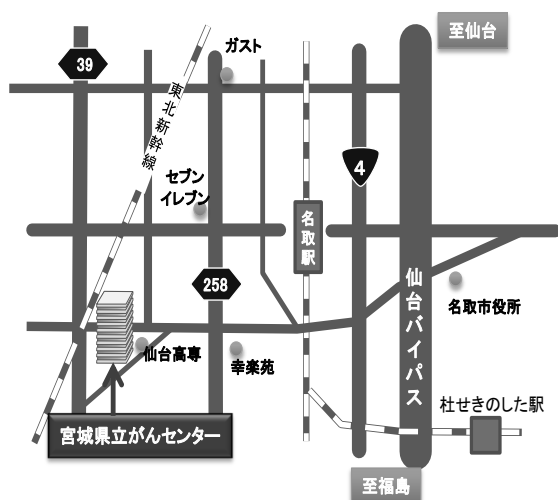 至仙台
ガスト
39
東北新幹線
4
セブン
イレブン
名取駅
258
仙台バイパス
名取市役所
仙台高専
幸楽苑
杜せきのした駅
宮城県立がんセンター
至福島